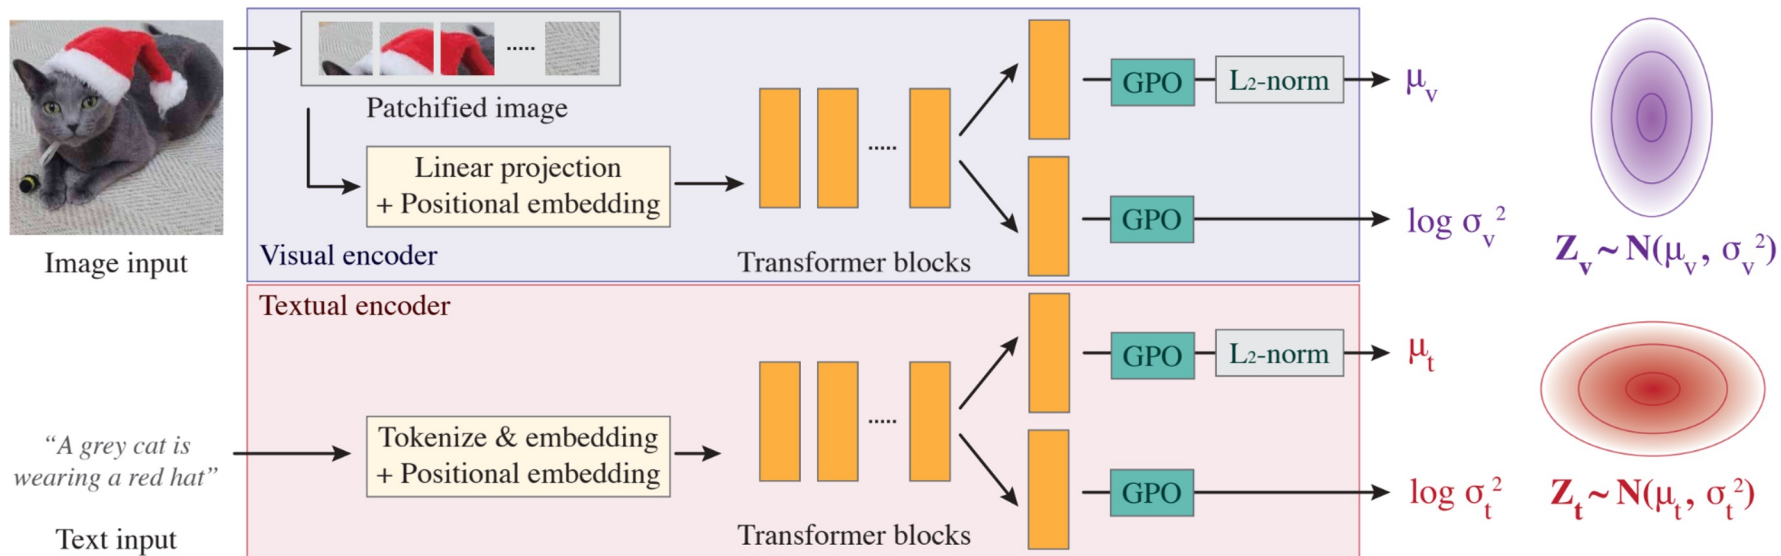 Patchified image
Linear projection
+ Positional embedding
Visual encoder
Transformer blocks
.....
.....
GPO
L₂-norm
μᵥ
GPO
log σᵥ²
Image input
Zᵥ ~ N(μᵥ, σᵥ²)
Textual encoder
"A grey cat is
wearing a red hat"
Text input
Tokenize & embedding
+ Positional embedding
Transformer blocks
.....
GPO
L₂-norm
μₜ
GPO
log σₜ²
Zₜ ~ N(μₜ, σₜ²)